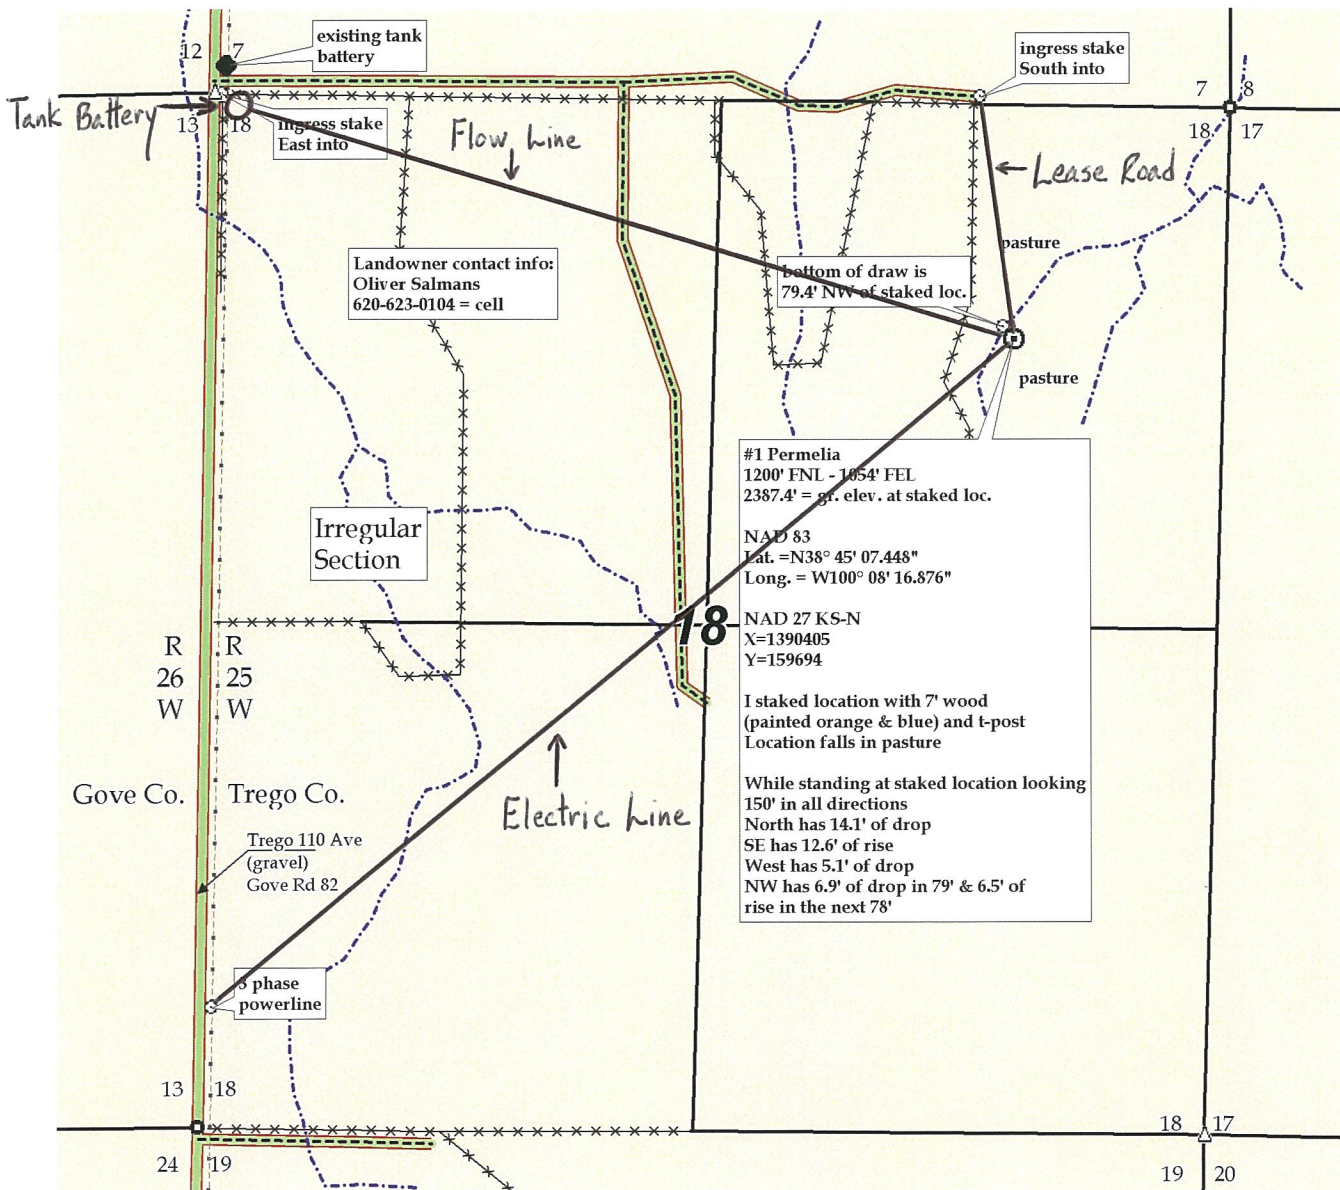 existing tank
battery
12
7
ingress stake
South into
7
8
Tank Battery
13
18
ingress stake
East into
Flow Line
18
17
Lease Road
pasture
Landowner contact info:
Oliver Salmans
620-623-0104 = cell
bottom of draw is
79.4' NW of staked loc.
pasture
#1 Permelia
1200' FNL - 1054' FEL
2387.4' = gr. elev. at staked loc.
NAD 83
Lat. =N38° 45' 07.448"
Long. = W100° 08' 16.876"
NAD 27 KS-N
X=1390405
Y=159694
I staked location with 7' wood
(painted orange & blue) and t-post
Location falls in pasture
While standing at staked location looking
150' in all directions
North has 14.1' of drop
SE has 12.6' of rise
West has 5.1' of drop
NW has 6.9' of drop in 79' & 6.5' of
rise in the next 78'
Irregular
Section
18
R
26
W
R
25
W
Gove Co.
Trego Co.
Electric Line
Trego 110 Ave
(gravel)
Gove Rd 82
3 phase
powerline
13
18
24
19
18
17
19
20